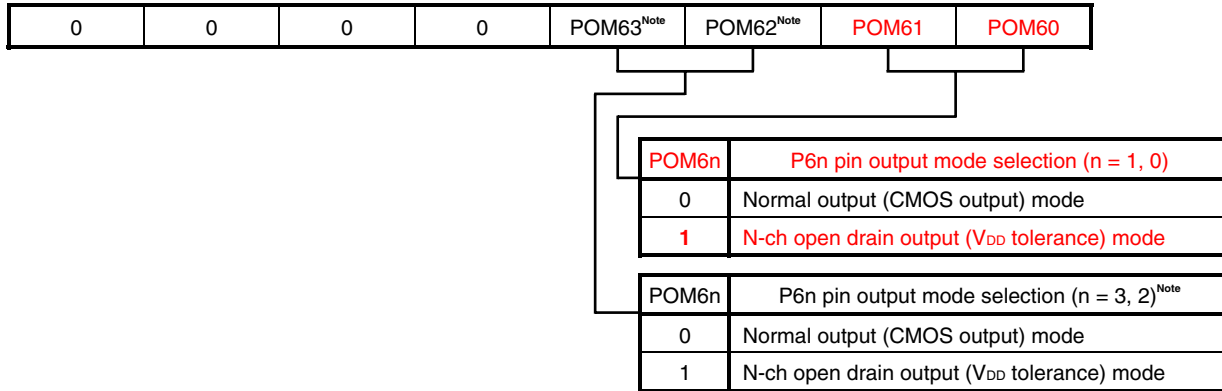 0 0 0 0 POM63Note POM62Note POM61 POM60
POM6n P6n pin output mode selection (n = 1, 0)
0 Normal output (CMOS output) mode
1 N-ch open drain output (VDD tolerance) mode
POM6n P6n pin output mode selection (n = 3, 2)Note
0 Normal output (CMOS output) mode
1 N-ch open drain output (VDD tolerance) mode